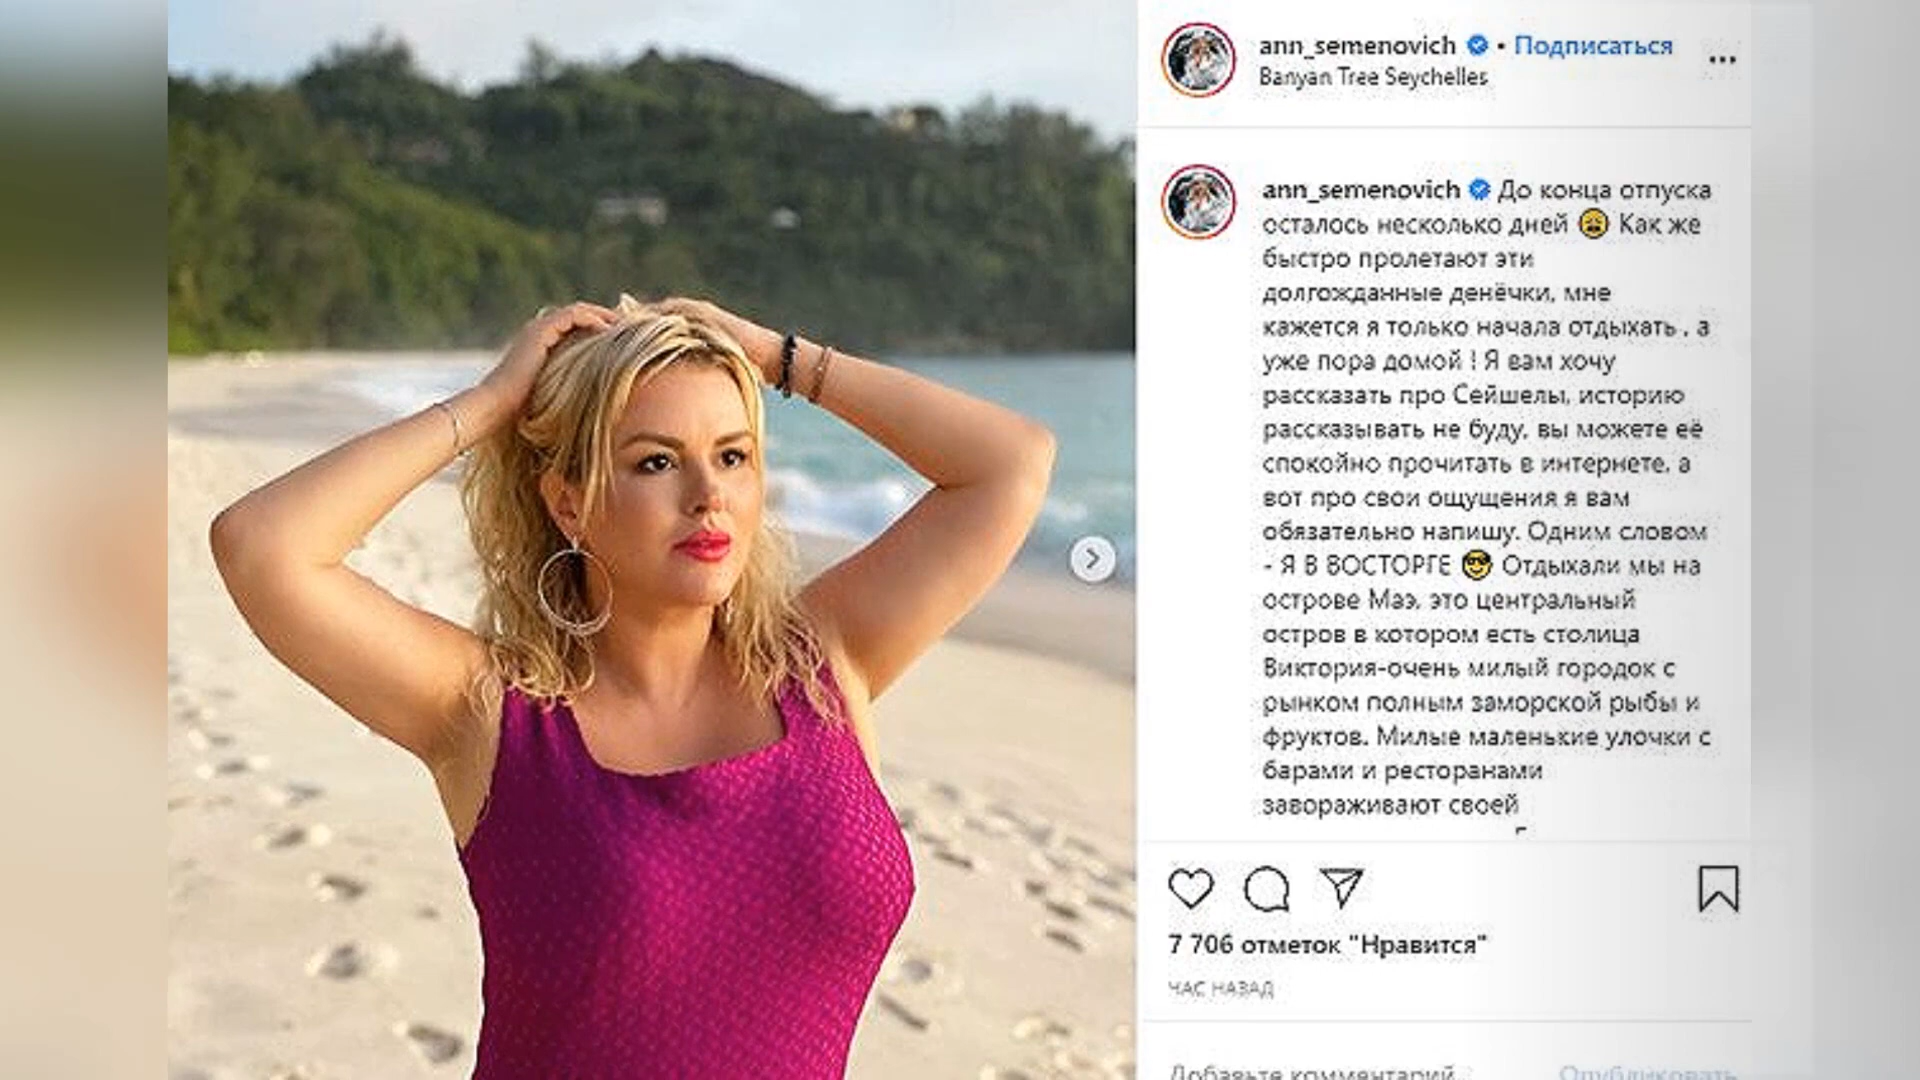 ann_semenovich • Подписаться
Banyan Tree Seychelles
ann_semenovich До конца отпуска
осталось несколько дней 😩 Как же
быстро пролетают эти
долгожданные денёчки, мне
кажется я только начала отдыхать , а
уже пора домой ! Я вам хочу
рассказать про Сейшелы, историю
рассказывать не буду, вы можете её
спокойно прочитать в интернете, а
вот про свои ощущения я вам
обязательно напишу. Одним словом
- Я В ВОСТОРГЕ 😎 Отдыхали мы на
острове Маэ, это центральный
остров в котором есть столица
Виктория-очень милый городок с
рынком полным заморской рыбы и
фруктов. Милые маленькие улочки с
барами и ресторанами
завораживают своей
7 706 отметок "Нравится"
ЧАС НАЗАД
Добавьте комментарий...
Опубликовать